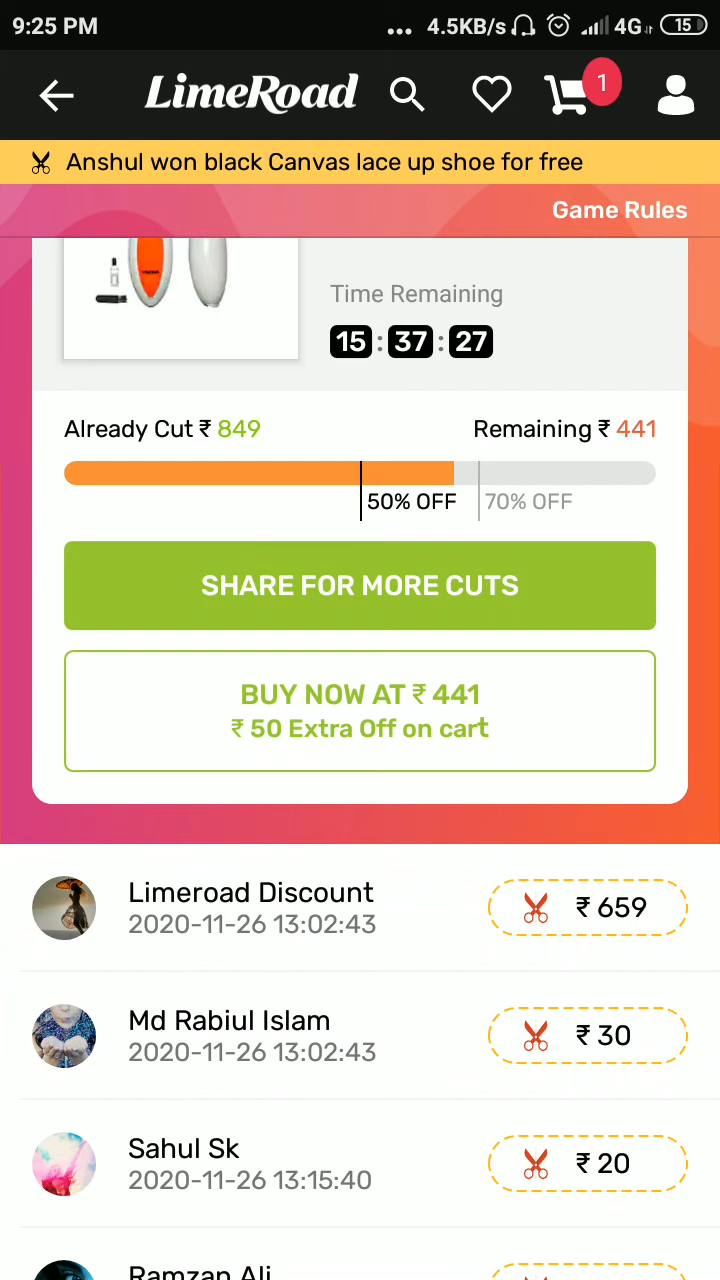 9:25 PM
... 4.5KB/s 4G 15
LimeRoad
1
Anshul won black Canvas lace up shoe for free
Game Rules
Time Remaining
15 : 37 : 27
Already Cut ₹ 849
Remaining ₹ 441
50% OFF
70% OFF
SHARE FOR MORE CUTS
BUY NOW AT ₹ 441
₹ 50 Extra Off on cart
Limeroad Discount
2020-11-26 13:02:43
₹ 659
Md Rabiul Islam
2020-11-26 13:02:43
₹ 30
Sahul Sk
2020-11-26 13:15:40
₹ 20
Ramzan Ali